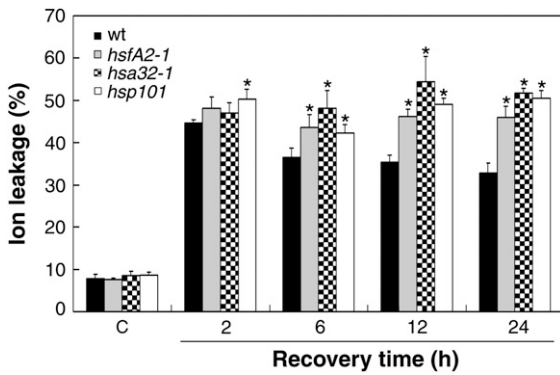 wt
hsfA2-1
hsa32-1
hsp101
Ion leakage (%)
70
60
50
40
30
20
10
0
* * * * * * * * * *
C 2 6 12 24
Recovery time (h)